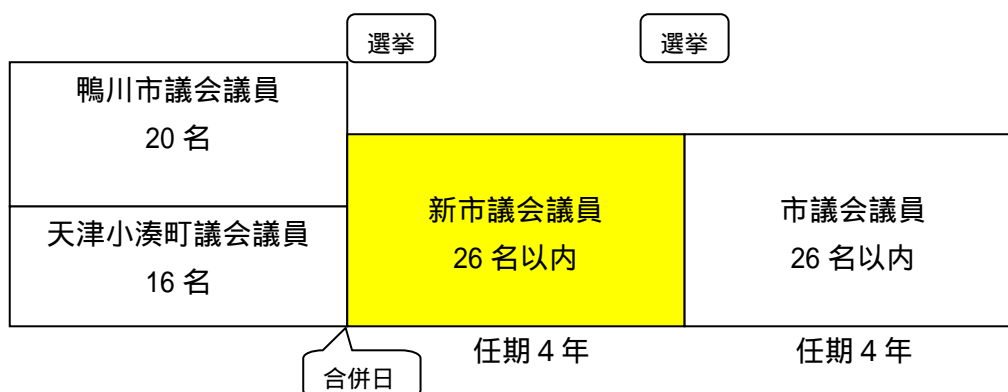 選挙
選挙
鴨川市議会議員
20 名
天津小湊町議会議員
16 名
新市議会議員
26 名以内
市議会議員
26 名以内
任期 4 年
任期 4 年
合併日